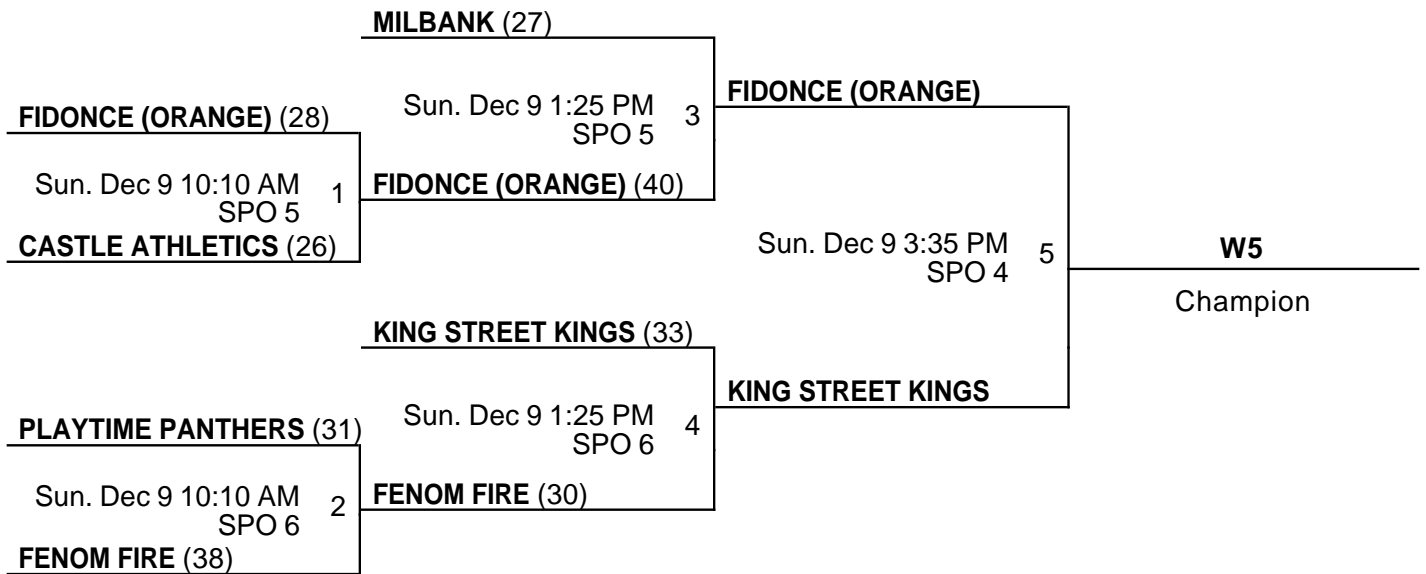 MILBANK (27)
FIDONCE (ORANGE) (28)
Sun. Dec 9 1:25 PM
SPO 5
3
FIDONCE (ORANGE)
Sun. Dec 9 10:10 AM
SPO 5
1
FIDONCE (ORANGE) (40)
CASTLE ATHLETICS (26)
Sun. Dec 9 3:35 PM
SPO 4
5
W5
Champion
KING STREET KINGS (33)
PLAYTIME PANTHERS (31)
Sun. Dec 9 1:25 PM
SPO 6
4
KING STREET KINGS
Sun. Dec 9 10:10 AM
SPO 6
2
FENOM FIRE (30)
FENOM FIRE (38)